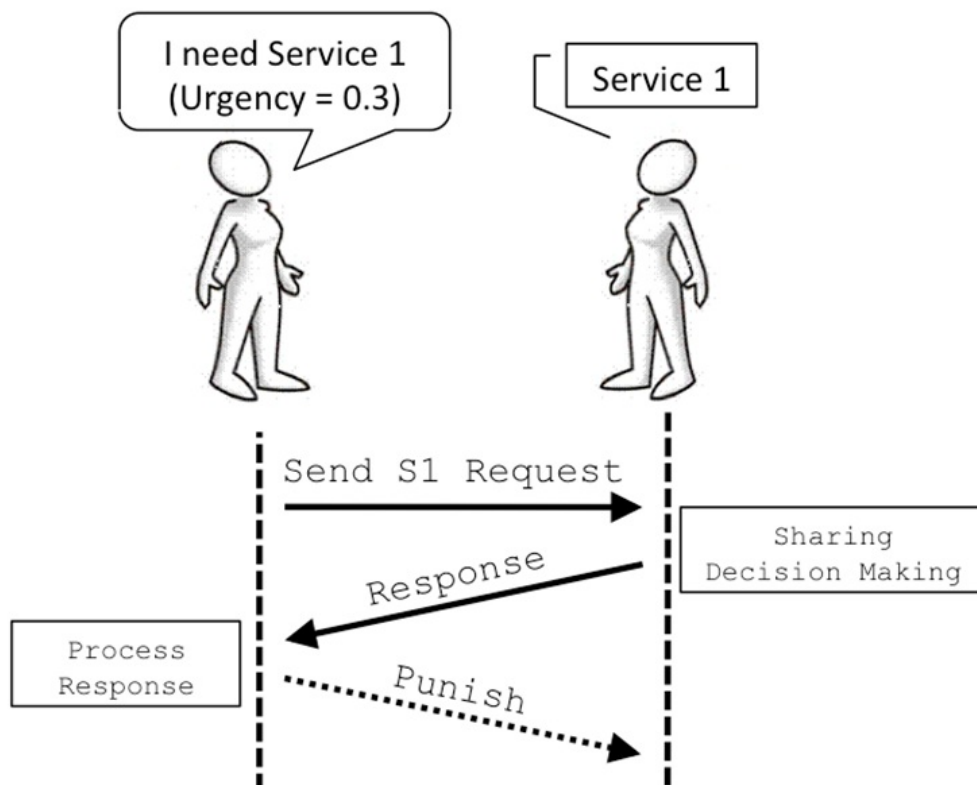 I need Service 1
(Urgency = 0.3)
Service 1
Send S1 Request
Sharing
Decision Making
Response
Process
Response
Punish